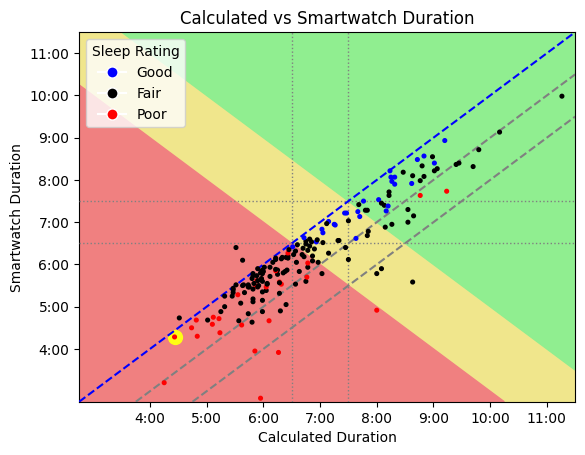 Calculated vs Smartwatch Duration
Sleep Rating
Good
Fair
Poor
11:00
10:00
9:00
8:00
7:00
6:00
5:00
4:00
Smartwatch Duration
4:00 5:00 6:00 7:00 8:00 9:00 10:00 11:00
Calculated Duration